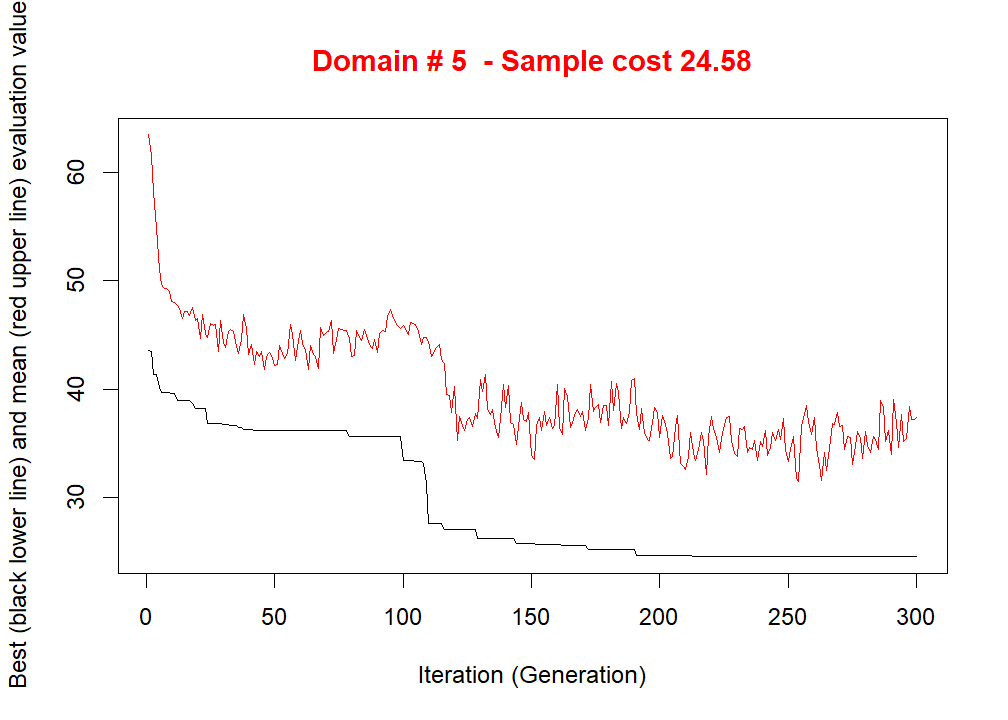 Domain # 5  - Sample cost 24.58
Best (black lower line) and mean (red upper line) evaluation value
60
50
40
30
0 50 100 150 200 250 300
Iteration (Generation)